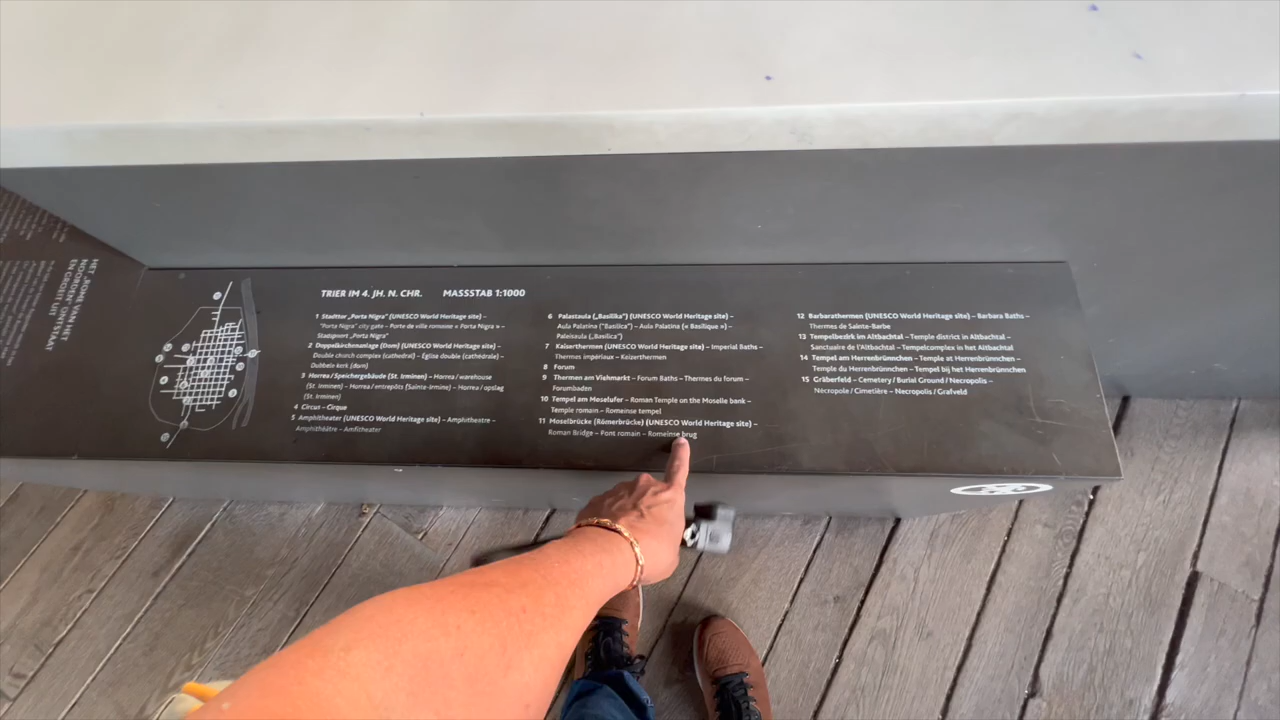 HET „ROME VAN HET
NOORDEN“ ONTSTAAT
EN GROEIT UIT
TRIER IM 4. JH. N. CHR. MASSSTAB 1:1000
1 Stadttor „Porta Nigra“ (UNESCO World Heritage site) –
"Porta Nigra" city gate – Porte de ville romaine « Porta Nigra » –
Stadspoort „Porta Nigra“
2 Doppelkirchenanlage (Dom) (UNESCO World Heritage site) –
Double church complex (cathedral) – Église double (cathédrale) –
Dubbele kerk (dom)
3 Horrea / Speichergebäude (St. Irminen) – Horrea / warehouse
(St. Irminen) – Horrea / entrepôts (Sainte-Irmine) – Horrea / opslag
(St. Irminen)
4 Circus – Cirque
5 Amphitheater (UNESCO World Heritage site) – Amphitheatre –
Amphithéâtre – Amfitheater
6 Palastaula („Basilika“) (UNESCO World Heritage site) –
Aula Palatina ("Basilica") – Aula Palatina (« Basilique ») –
Paleisaula („Basilica“)
7 Kaiserthermen (UNESCO World Heritage site) – Imperial Baths –
Thermes impériaux – Keizerthermen
8 Forum
9 Thermen am Viehmarkt – Forum Baths – Thermes du forum –
Forumbaden
10 Tempel am Moselufer – Roman Temple on the Moselle bank –
Temple romain – Romeinse tempel
11 Moselbrücke (Römerbrücke) (UNESCO World Heritage site) –
Roman Bridge – Pont romain – Romeinse brug
12 Barbarathermen (UNESCO World Heritage site) – Barbara Baths –
Thermes de Sainte-Barbe
13 Tempelbezirk im Altbachtal – Temple district in Altbachtal –
Sanctuaire de l'Altbachtal – Tempelcomplex in het Altbachtal
14 Tempel am Herrenbrünnchen – Temple at Herrenbrünnchen –
Temple du Herrenbrünnchen – Tempel bij het Herrenbrünnchen
15 Gräberfeld – Cemetery / Burial Ground / Necropolis –
Nécropole / Cimetière – Necropolis / Grafveld